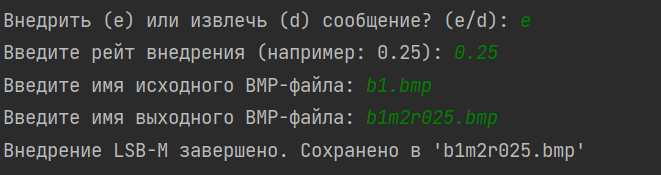 Внедрить (e) или извлечь (d) сообщение? (e/d): e
Введите рейт внедрения (например: 0.25): 0.25
Введите имя исходного BMP-файла: b1.bmp
Введите имя выходного BMP-файла: b1m2r025.bmp
Внедрение LSB-M завершено. Сохранено в 'b1m2r025.bmp'